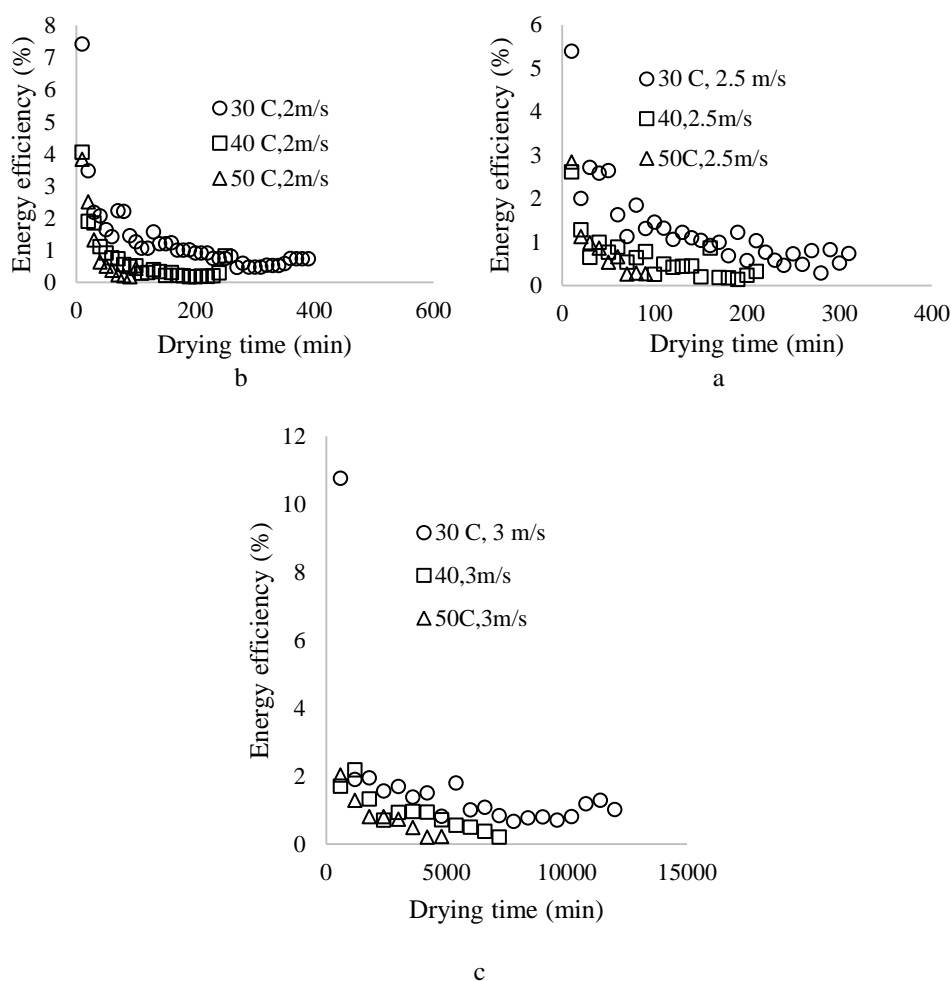 Energy efficiency (%)
8
7
6
5
4
3
2
1
0
30 C,2m/s
40 C,2m/s
50 C,2m/s
0 200 400 600
Drying time (min)
b
Energy efficiency (%)
6
5
4
3
2
1
0
30 C, 2.5 m/s
40,2.5m/s
50C,2.5m/s
0 100 200 300 400
Drying time (min)
a
Energy efficiency (%)
12
10
8
6
4
2
0
30 C, 3 m/s
40,3m/s
50C,3m/s
0 5000 10000 15000
Drying time (min)
c